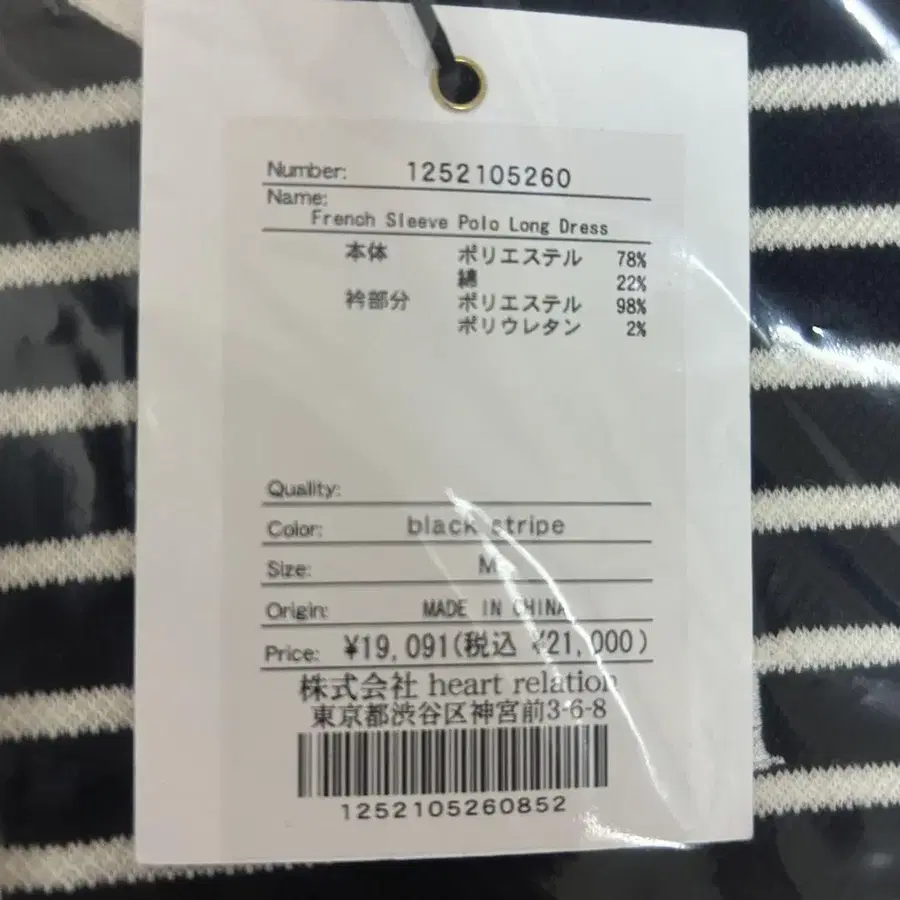 Number: 1252105260
Name:
French Sleeve Polo Long Dress
本体 ポリエステル 78%
綿 22%
衿部分 ポリエステル 98%
ポリウレタン 2%
Quality:
Color: black stripe
Size: M
Origin: MADE IN CHINA
Price: ¥19,091(税込 ¥21,000)
株式会社 heart relation
東京都渋谷区神宮前3-6-8
1252105260852